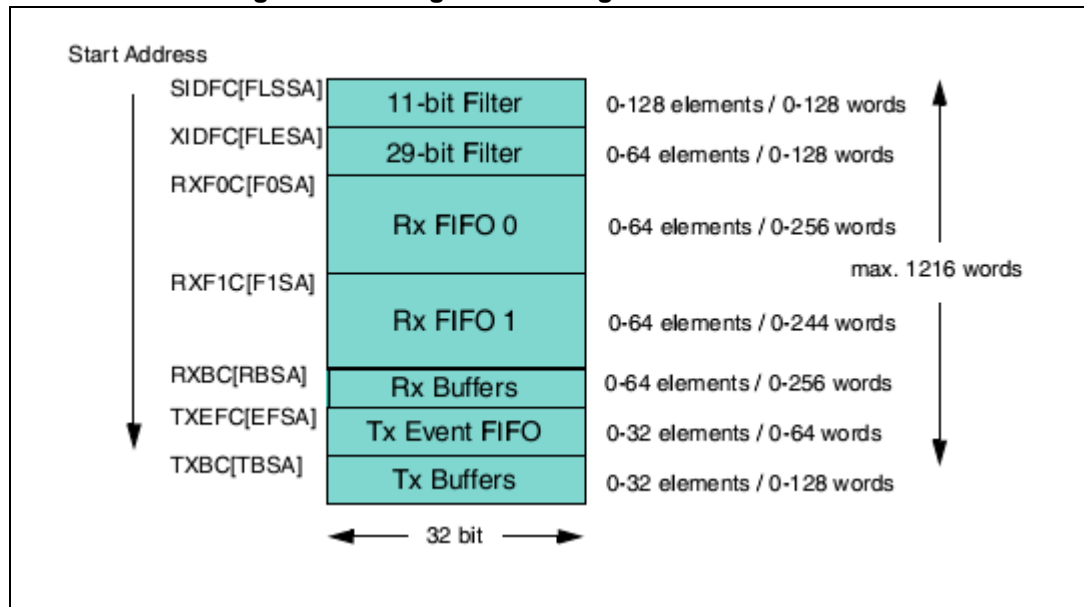 Start Address
SIDFC[FLSSA]
11-bit Filter
0-128 elements / 0-128 words
XIDFC[FLESA]
29-bit Filter
0-64 elements / 0-128 words
RXF0C[F0SA]
Rx FIFO 0
0-64 elements / 0-256 words
max. 1216 words
RXF1C[F1SA]
Rx FIFO 1
0-64 elements / 0-244 words
RXBC[RBSA]
Rx Buffers
0-64 elements / 0-256 words
TXEFC[EFSA]
Tx Event FIFO
0-32 elements / 0-64 words
TXBC[TBSA]
Tx Buffers
0-32 elements / 0-128 words
32 bit